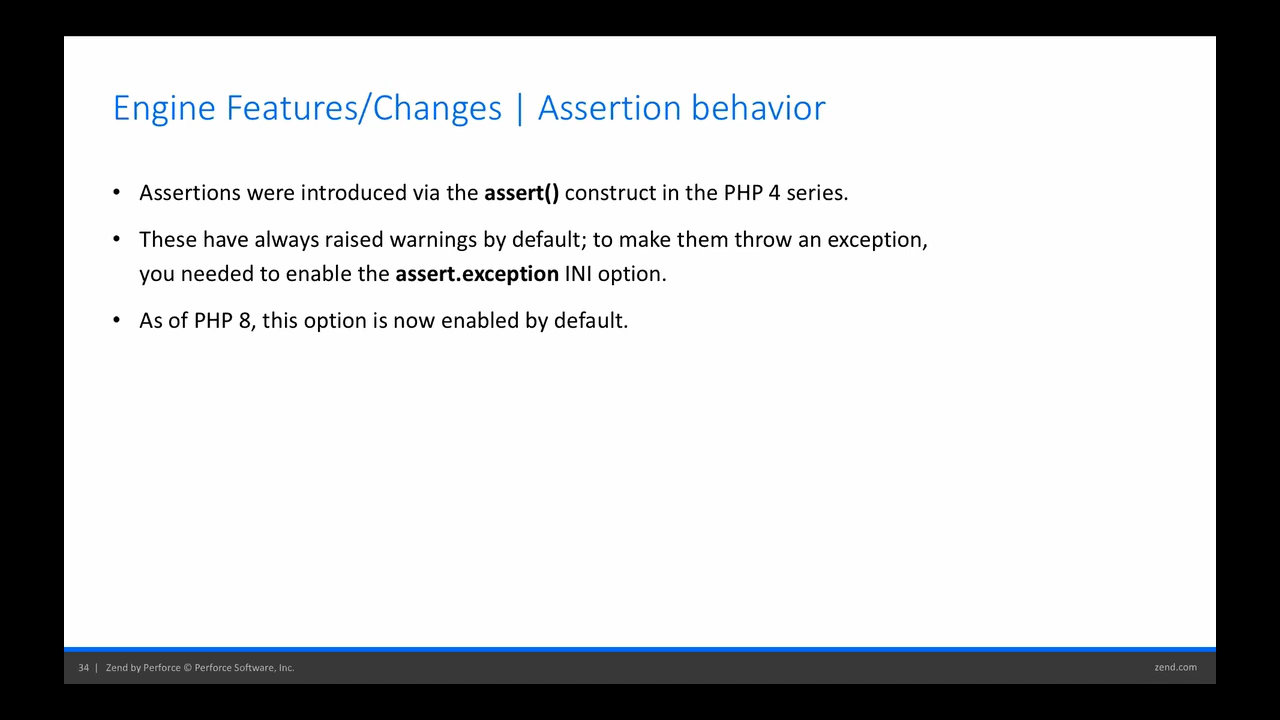 Engine Features/Changes | Assertion behavior
• Assertions were introduced via the assert() construct in the PHP 4 series.
• These have always raised warnings by default; to make them throw an exception,
you needed to enable the assert.exception INI option.
• As of PHP 8, this option is now enabled by default.
34 | Zend by Perforce © Perforce Software, Inc.
zend.com